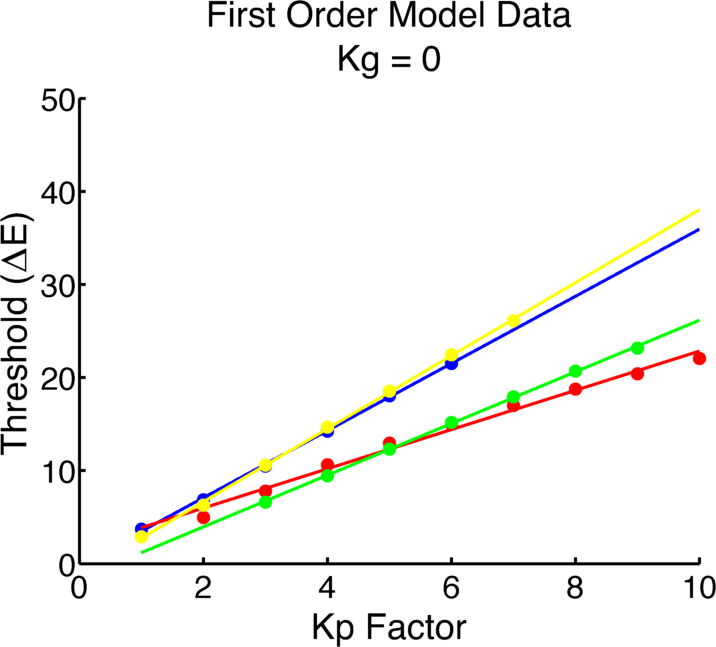 First Order Model Data
Kg = 0
50
40
30
20
10
0
0 2 4 6 8 10
Threshold (ΔE)
Kp Factor